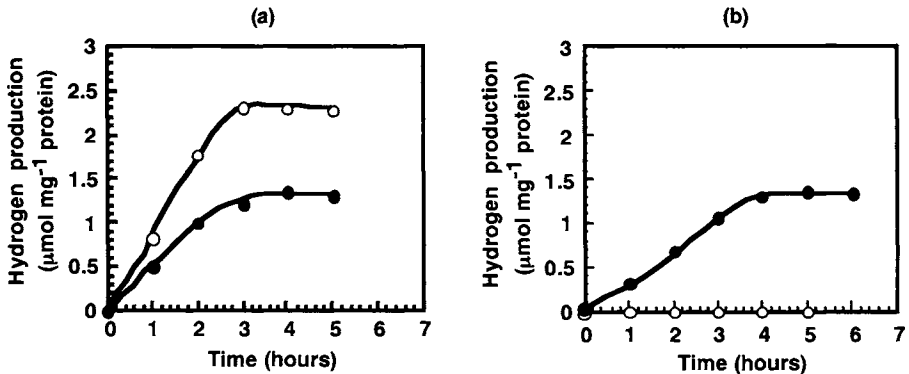 (a)
Hydrogen production
(µmol mg⁻¹ protein)
3
2.5
2
1.5
1
0.5
0
0 1 2 3 4 5 6 7
Time (hours)
(b)
Hydrogen production
(µmol mg⁻¹ protein)
3
2.5
2
1.5
1
0.5
0
0 1 2 3 4 5 6 7
Time (hours)